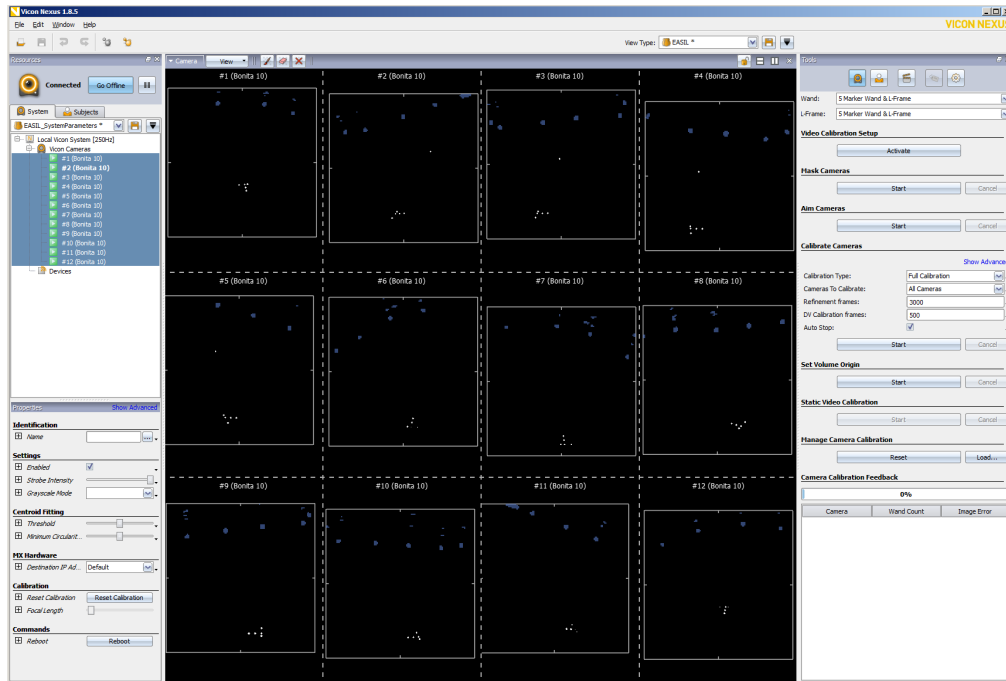 Vicon Nexus 1.8.5
File Edit Window Help
VICON NEXUS
View Type: EASIL *
Resources
Connected Go Offline
System Subjects
EASIL_SystemParameters *
Local Vicon System [250Hz]
Vicon Cameras
#1 (Bonita 10)
#2 (Bonita 10)
#3 (Bonita 10)
#4 (Bonita 10)
#5 (Bonita 10)
#6 (Bonita 10)
#7 (Bonita 10)
#8 (Bonita 10)
#9 (Bonita 10)
#10 (Bonita 10)
#11 (Bonita 10)
#12 (Bonita 10)
Devices
Properties Show Advanced
Identification
Name ...
Settings
Enabled
Strobe Intensity
Grayscale Mode
Centroid Fitting
Threshold
Minimum Circularit...
MX Hardware
Destination IP Ad... Default
Calibration
Reset Calibration Reset Calibration
Focal Length
Commands
Reboot Reboot
Camera View
#1 (Bonita 10) #2 (Bonita 10) #3 (Bonita 10) #4 (Bonita 10)
#5 (Bonita 10) #6 (Bonita 10) #7 (Bonita 10) #8 (Bonita 10)
#9 (Bonita 10) #10 (Bonita 10) #11 (Bonita 10) #12 (Bonita 10)
Tools
Wand: 5 Marker Wand & L-Frame
L-Frame: 5 Marker Wand & L-Frame
Video Calibration Setup
Activate
Mask Cameras
Start Cancel
Aim Cameras
Start Cancel
Calibrate Cameras
Show Advanced
Calibration Type: Full Calibration
Cameras To Calibrate: All Cameras
Refinement frames: 3000
DV Calibration frames: 500
Auto Stop:
Start Cancel
Set Volume Origin
Start Cancel
Static Video Calibration
Start Cancel
Manage Camera Calibration
Reset Load...
Camera Calibration Feedback
0%
Camera Wand Count Image Error